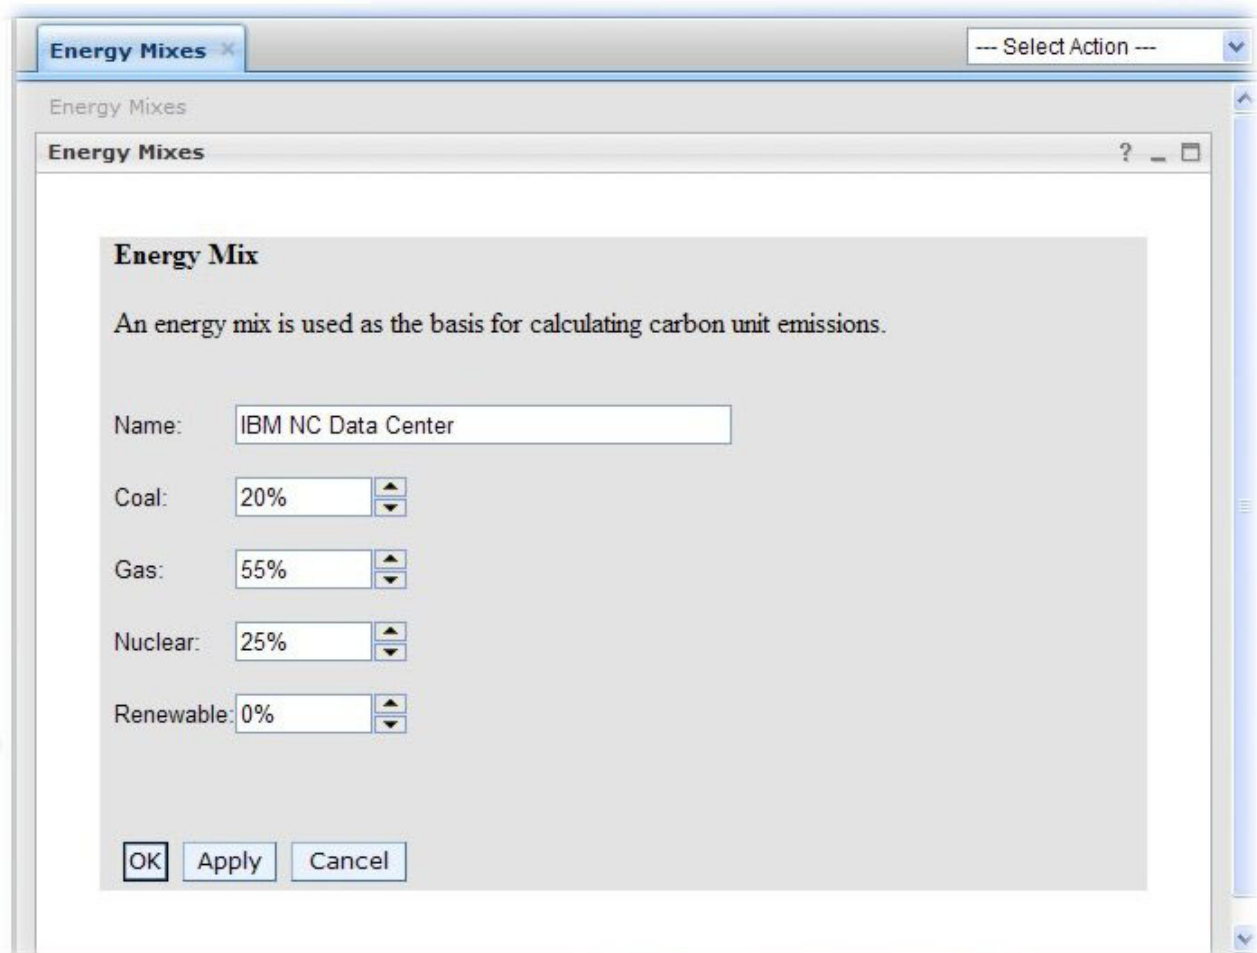 Energy Mixes
--- Select Action ---
Energy Mixes
Energy Mixes ?
Energy Mix
An energy mix is used as the basis for calculating carbon unit emissions.
Name: IBM NC Data Center
Coal: 20%
Gas: 55%
Nuclear: 25%
Renewable: 0%
OK Apply Cancel